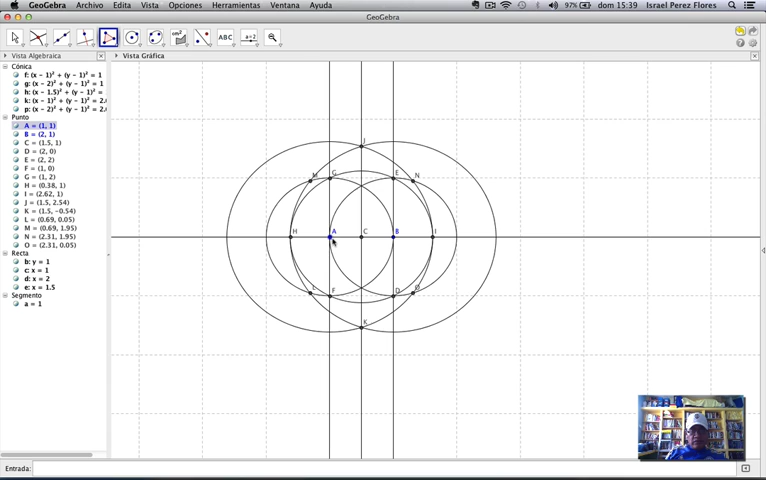 GeoGebra Archivo Edita Vista Opciones Herramientas Ventana Ayuda 97% dom 15:39 Israel Perez Flores
GeoGebra
ABC a=2
Vista Algebraica
Vista Gráfica
Cónica
f: (x − 1)² + (y − 1)² = 1
g: (x − 2)² + (y − 1)² = 1
h: (x − 1.5)² + (y − 1)² =
k: (x − 1)² + (y − 1)² = 2.
p: (x − 2)² + (y − 1)² = 2.
Punto
A = (1, 1)
B = (2, 1)
C = (1.5, 1)
D = (2, 0)
E = (2, 2)
F = (1, 0)
G = (1, 2)
H = (0.38, 1)
I = (2.62, 1)
J = (1.5, 2.54)
K = (1.5, −0.54)
L = (0.69, 0.05)
M = (0.69, 1.95)
N = (2.31, 1.95)
O = (2.31, 0.05)
Recta
b: y = 1
c: x = 1
d: x = 2
e: x = 1.5
Segmento
a = 1
J
M G E N
H A C B I
L F D O
K
Entrada: